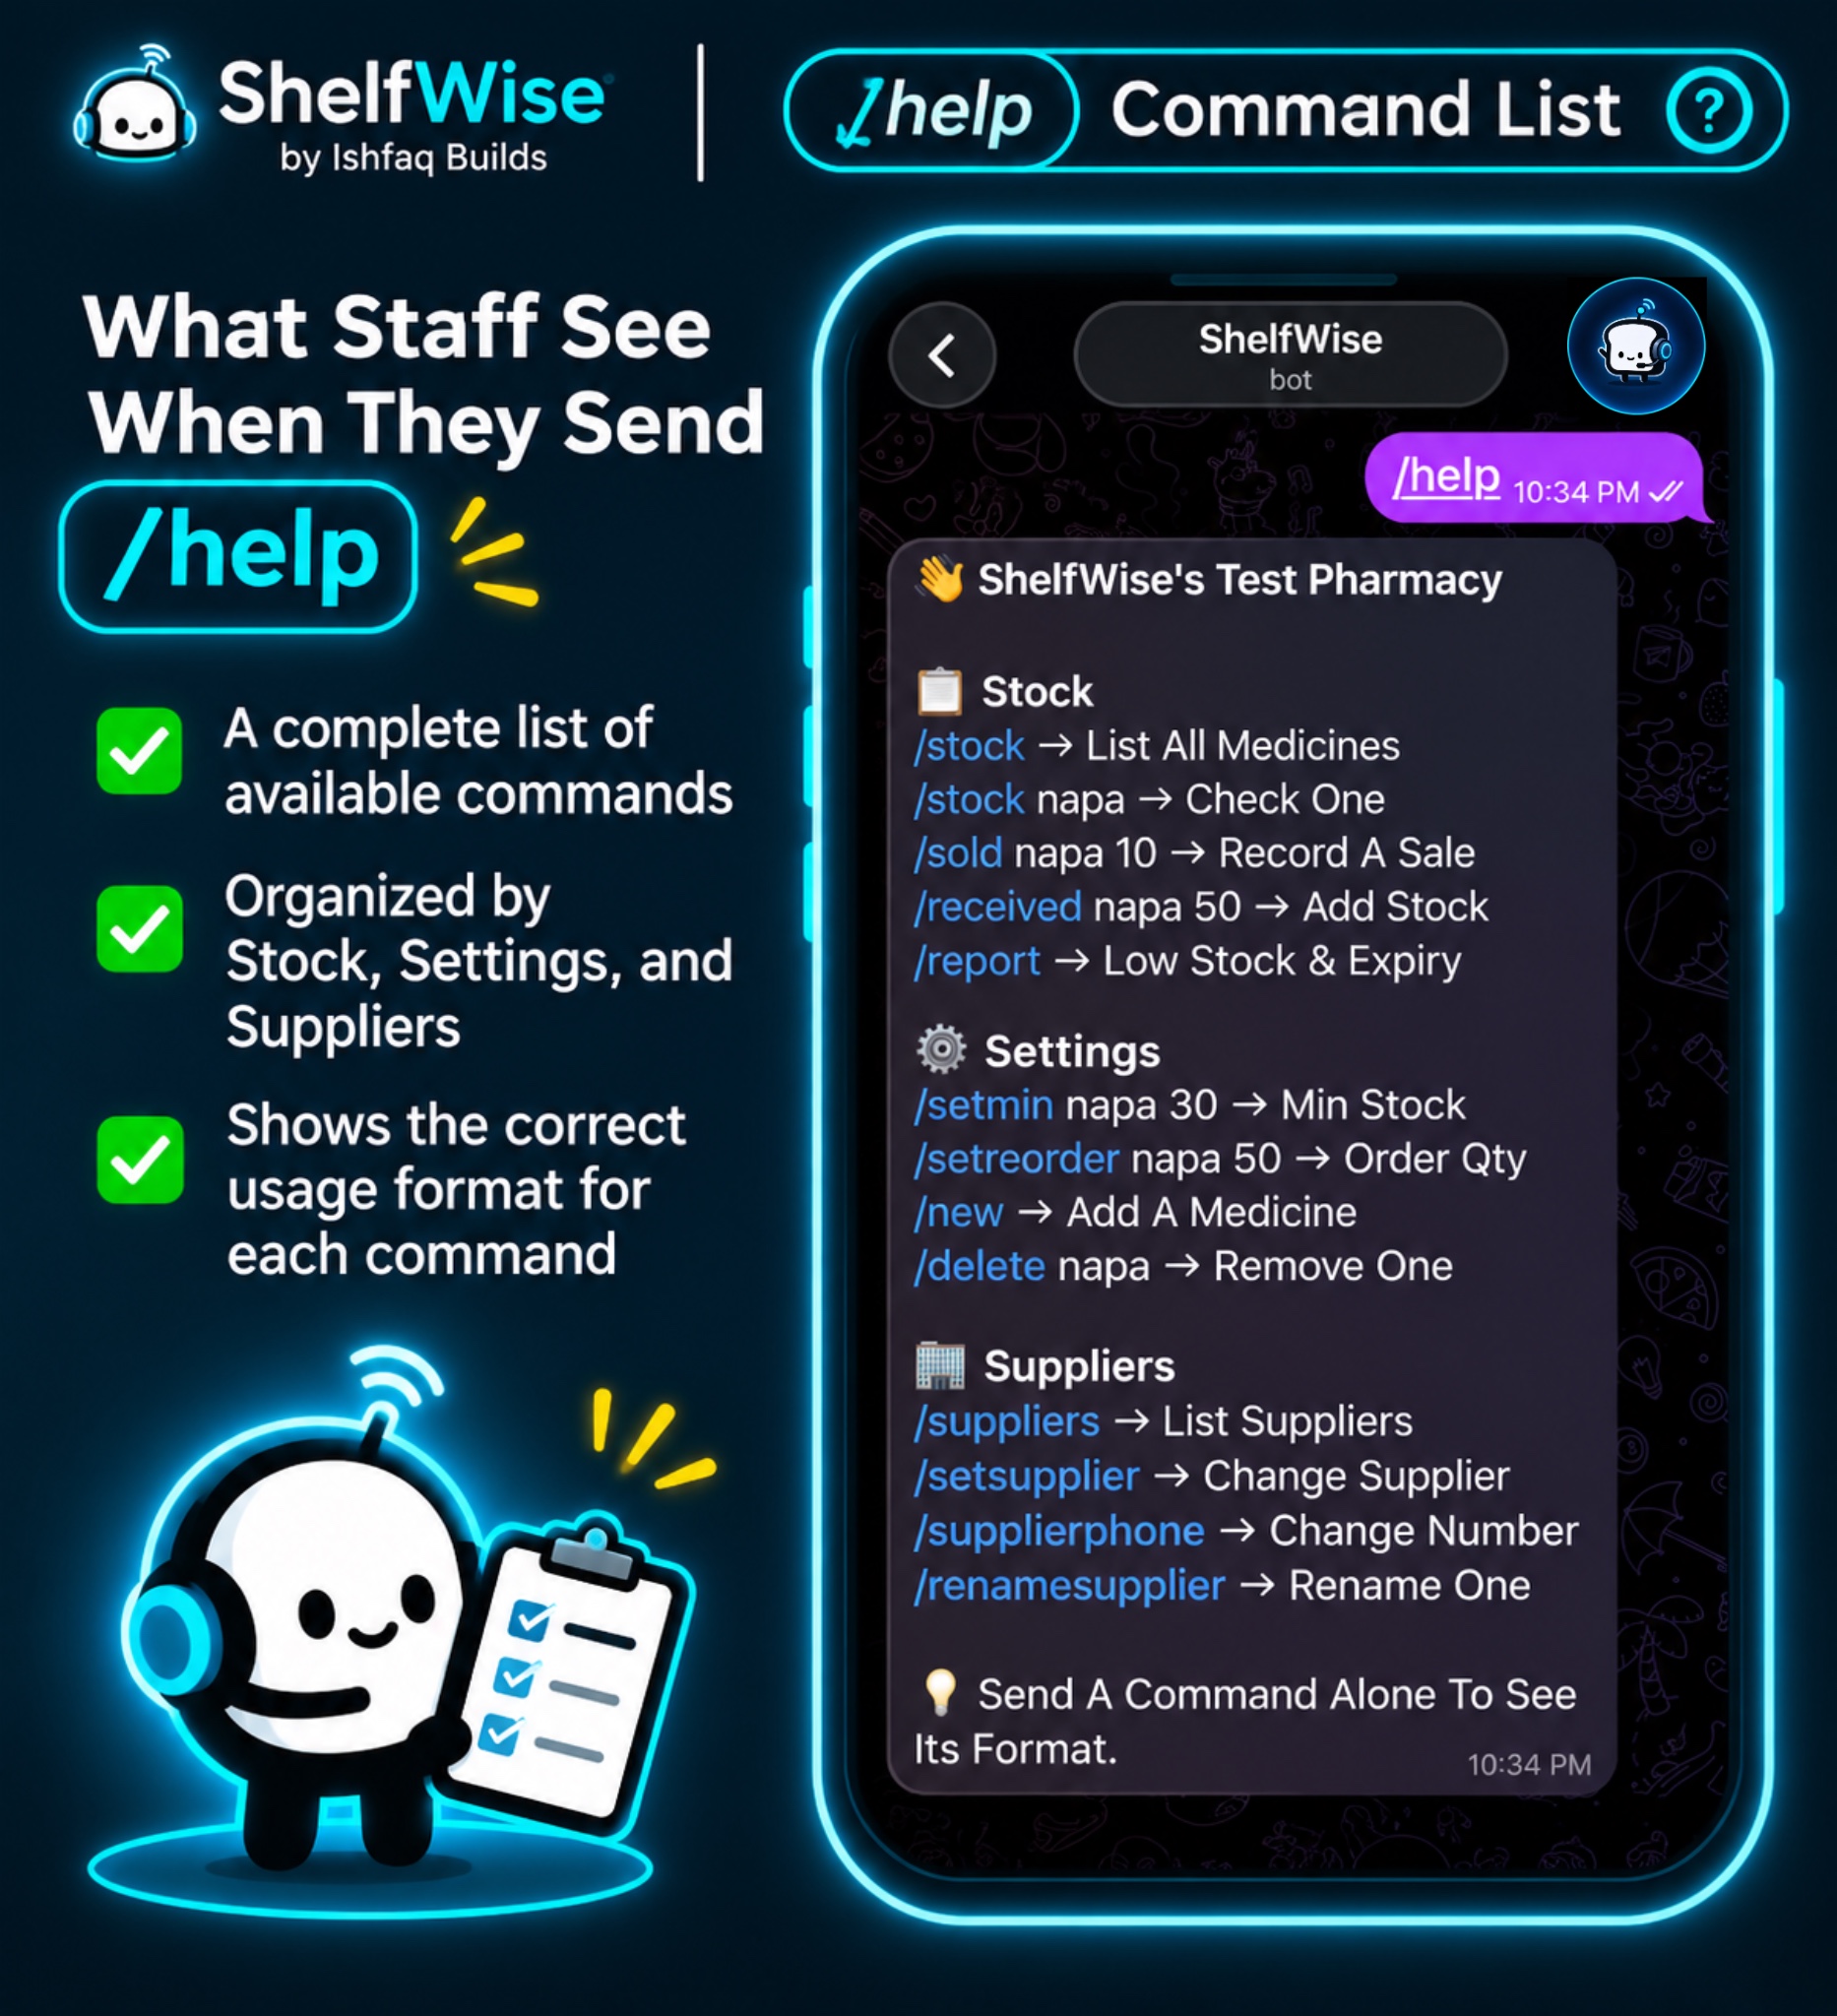 ShelfWise
by Ishfaq Builds
/help Command List ?
What Staff See
When They Send
/help
A complete list of
available commands
Organized by
Stock, Settings, and
Suppliers
Shows the correct
usage format for
each command
ShelfWise
bot
/help 10:34 PM
👋 ShelfWise's Test Pharmacy
📋 Stock
/stock → List All Medicines
/stock napa → Check One
/sold napa 10 → Record A Sale
/received napa 50 → Add Stock
/report → Low Stock & Expiry
⚙️ Settings
/setmin napa 30 → Min Stock
/setreorder napa 50 → Order Qty
/new → Add A Medicine
/delete napa → Remove One
🏢 Suppliers
/suppliers → List Suppliers
/setsupplier → Change Supplier
/supplierphone → Change Number
/renamesupplier → Rename One
💡 Send A Command Alone To See
Its Format.
10:34 PM